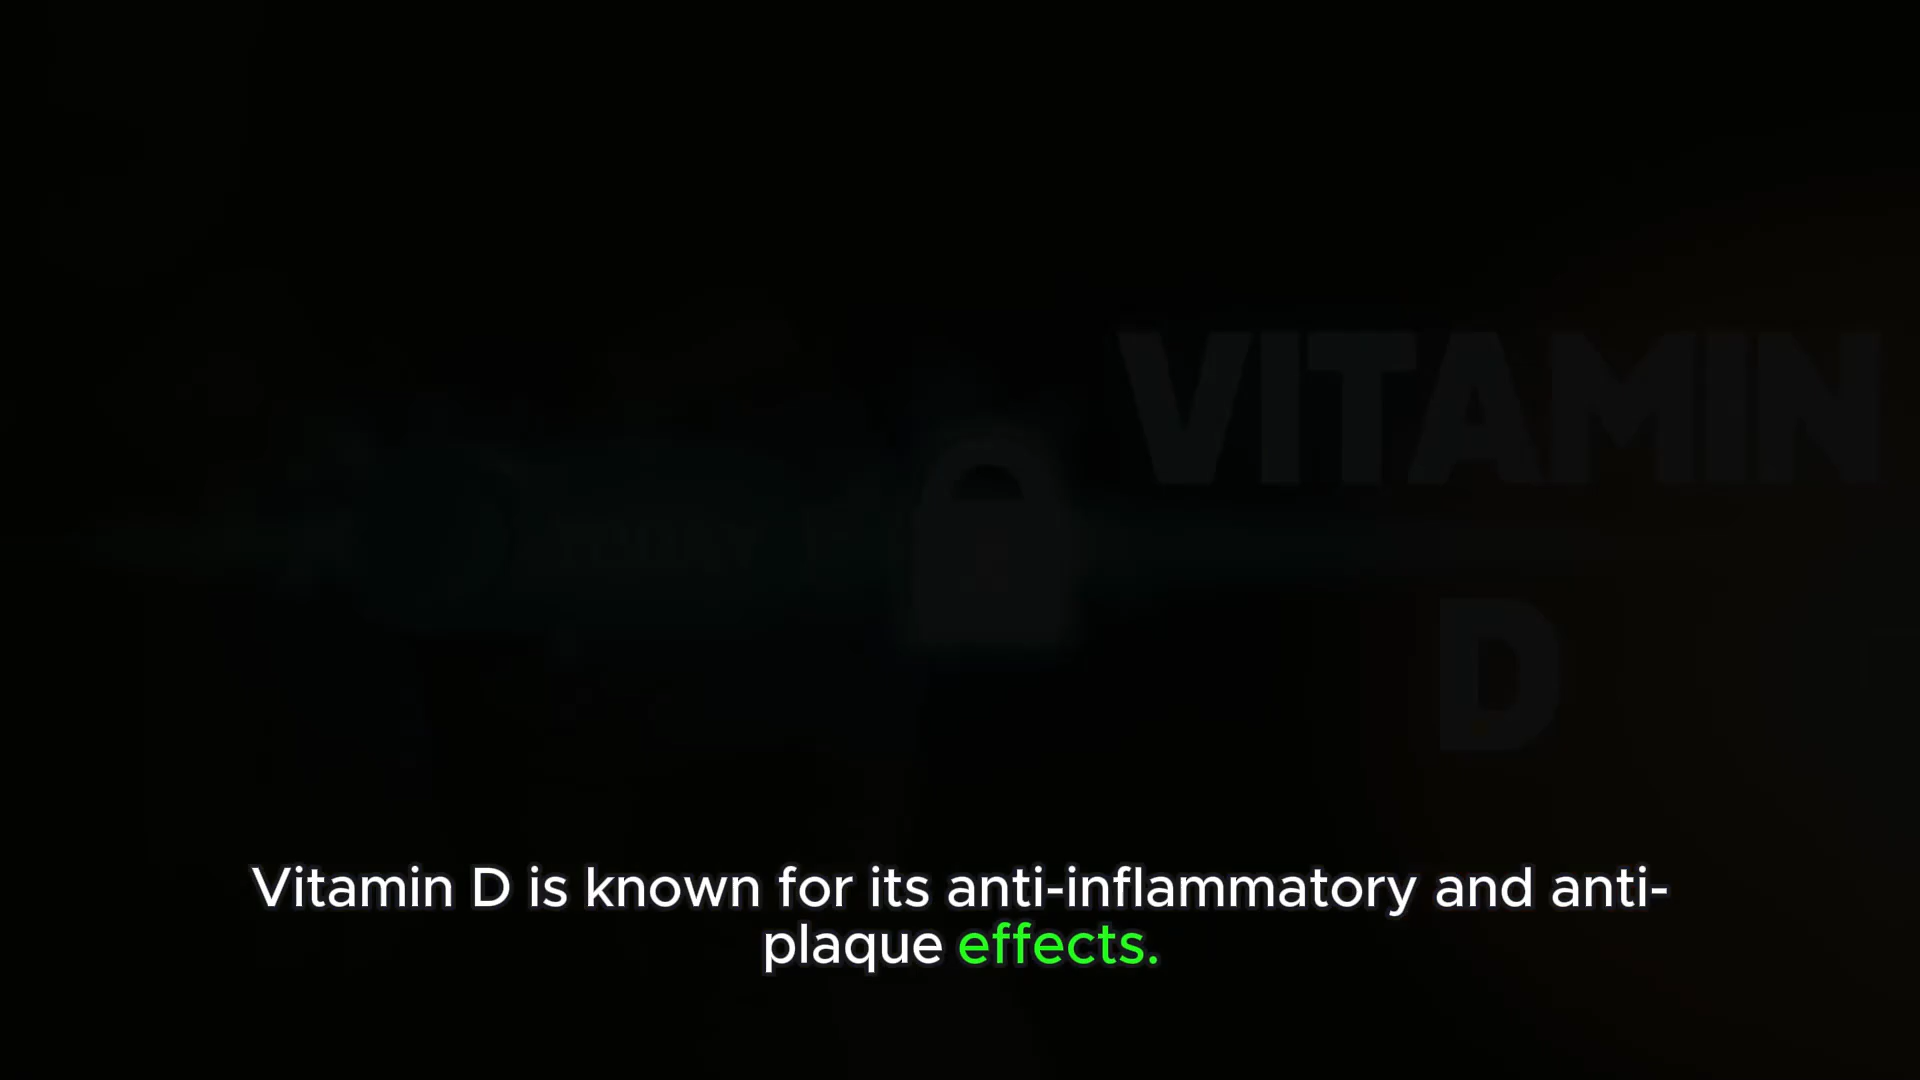 VITAMIN
D
Vitamin D is known for its anti-inflammatory and anti-
plaque effects.